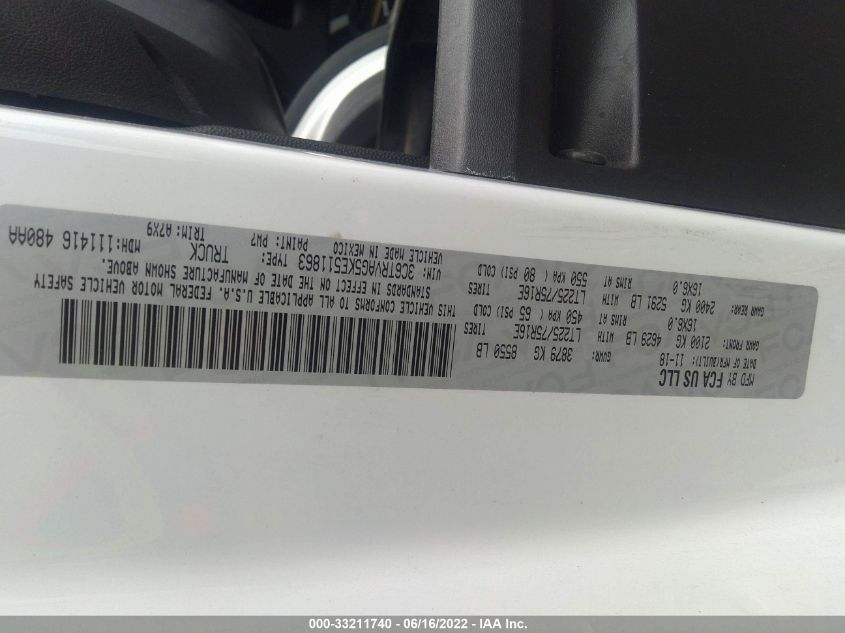 MFD BY FCA US LLC
DATE OF MFR(BUILT): 11-18 GVWR: 3879 KG 8550 LB
GAWR FRONT: 2100 KG 4629 LB WITH LT225/75R16E TIRES
16X6.0 RIMS AT 450 KPA ( 65 PSI) COLD
GAWR REAR: 2400 KG 5291 LB WITH LT225/75R16E TIRES
16X6.0 RIMS AT 550 KPA ( 80 PSI) COLD
THIS VEHICLE CONFORMS TO ALL APPLICABLE U.S.A. FEDERAL MOTOR VEHICLE SAFETY
STANDARDS IN EFFECT ON THE DATE OF MANUFACTURE SHOWN ABOVE.
VIN: 3C6TRVAG5KE511863 TYPE: TRUCK MDH:111416 480AA
VEHICLE MADE IN MEXICO PAINT: PW7 TRIM: A7X9
000-33211740 - 06/16/2022 - IAA Inc.